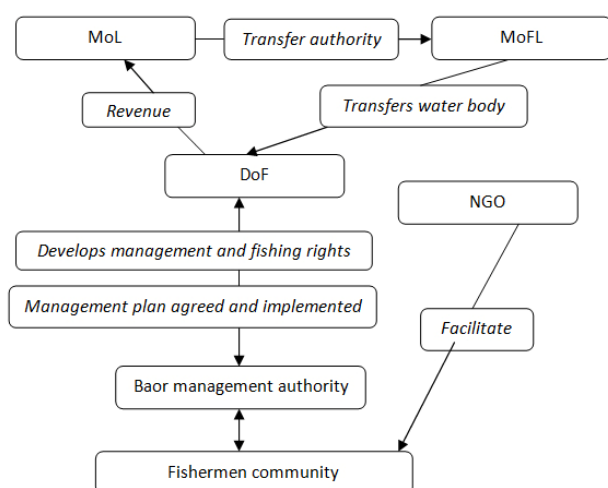 MoL
Transfer authority
MoFL
Revenue
Transfers water body
DoF
NGO
Develops management and fishing rights
Management plan agreed and implemented
Facilitate
Baor management authority
Fishermen community